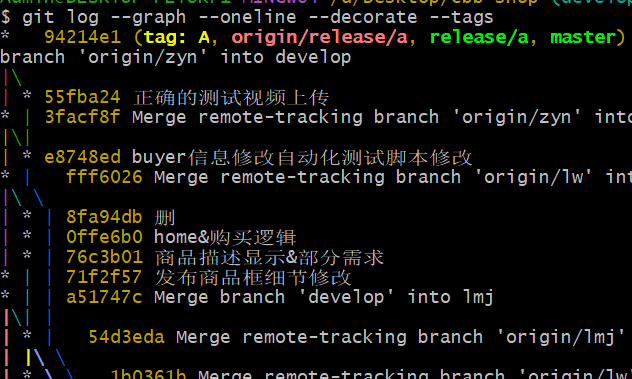 $ git log --graph --oneline --decorate --tags
*   94214e1 (tag: A, origin/release/a, release/a, master)
branch 'origin/zyn' into develop
|\
| * 55fba24 正确的测试视频上传
* | 3facf8f Merge remote-tracking branch 'origin/zyn' into
|\|
| * e8748ed buyer信息修改自动化测试脚本修改
* |   fff6026 Merge remote-tracking branch 'origin/lw' int
|\ \
| * | 8fa94db 删
| * | 0ffe6b0 home&购买逻辑
| * | 76c3b01 商品描述显示&部分需求
* | | 71f2f57 发布商品框细节修改
* | | a51747c Merge branch 'develop' into lmj
|\| |
| * |   54d3eda Merge remote-tracking branch 'origin/lmj'
| |\ \
| * \ \   1b0361b Merge remote-tracking branch 'origin/lw